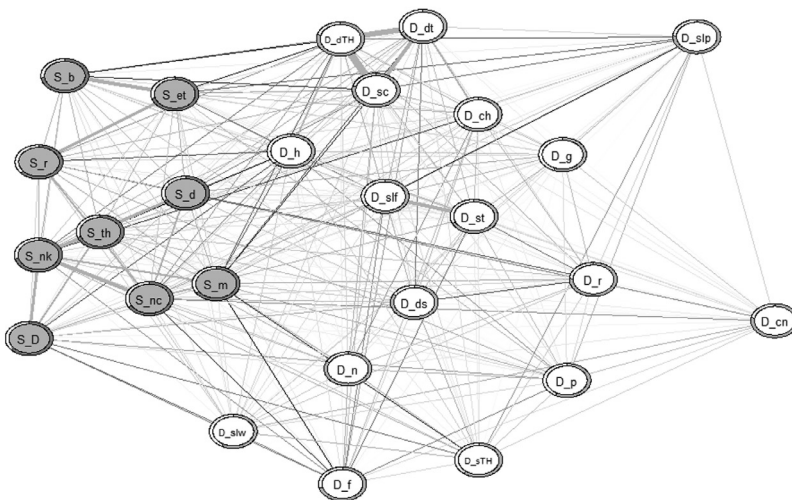 D_dTH
D_dt
D_slp
S_b
S_et
D_sc
D_ch
D_h
D_g
S_r
S_d
D_slf
D_st
S_th
S_nk
S_nc
S_m
D_ds
D_r
D_cn
S_D
D_n
D_p
D_slw
D_sTH
D_f